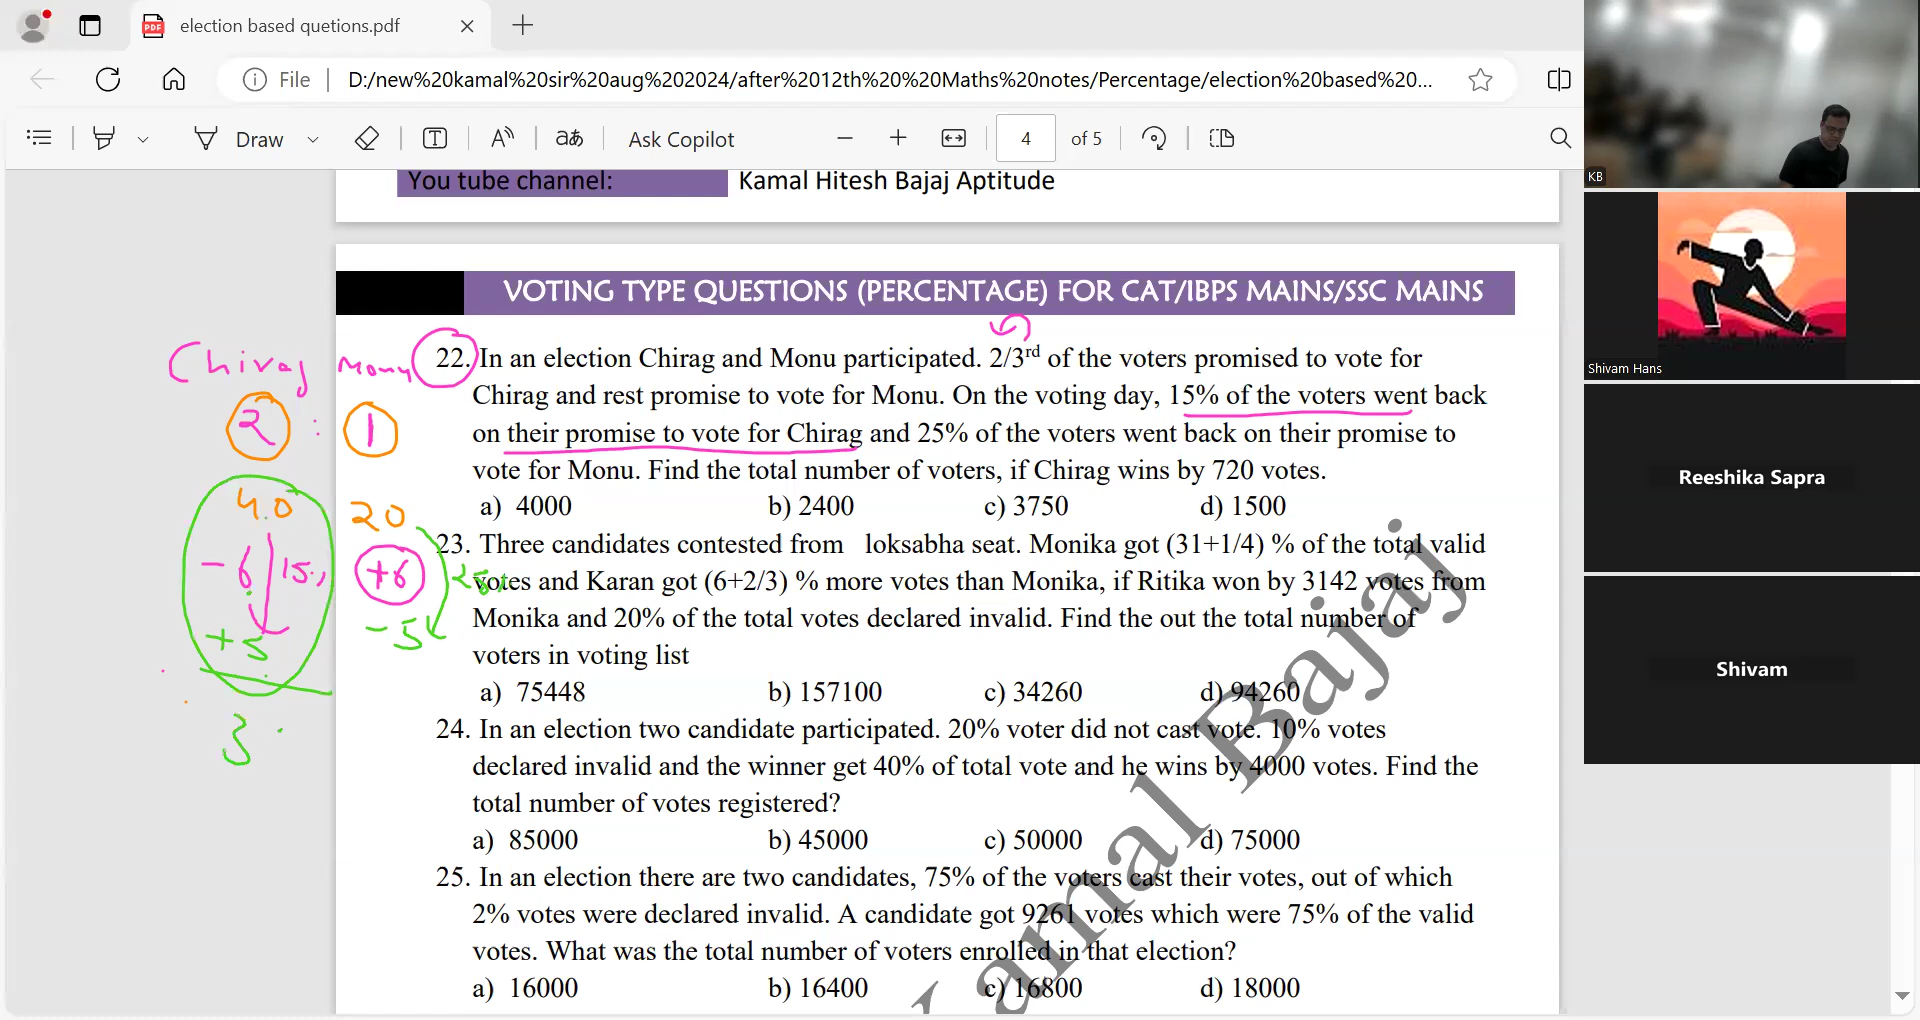 election based quetions.pdf
File
D:/new%20kamal%20sir%20aug%202024/after%2012th%20%20Maths%20notes/Percentage/election%20based%20...
Draw
aあ
Ask Copilot
4
of 5
You tube channel:
Kamal Hitesh Bajaj Aptitude
VOTING TYPE QUESTIONS (PERCENTAGE) FOR CAT/IBPS MAINS/SSC MAINS
22. In an election Chirag and Monu participated. 2/3rd of the voters promised to vote for
Chirag and rest promise to vote for Monu. On the voting day, 15% of the voters went back
on their promise to vote for Chirag and 25% of the voters went back on their promise to
vote for Monu. Find the total number of voters, if Chirag wins by 720 votes.
a) 4000 b) 2400 c) 3750 d) 1500
23. Three candidates contested from loksabha seat. Monika got (31+1/4) % of the total valid
votes and Karan got (6+2/3) % more votes than Monika, if Ritika won by 3142 votes from
Monika and 20% of the total votes declared invalid. Find the out the total number of
voters in voting list
a) 75448 b) 157100 c) 34260 d) 94260
24. In an election two candidate participated. 20% voter did not cast vote. 10% votes
declared invalid and the winner get 40% of total vote and he wins by 4000 votes. Find the
total number of votes registered?
a) 85000 b) 45000 c) 50000 d) 75000
25. In an election there are two candidates, 75% of the voters cast their votes, out of which
2% votes were declared invalid. A candidate got 9261 votes which were 75% of the valid
votes. What was the total number of voters enrolled in that election?
a) 16000 b) 16400 c) 16800 d) 18000
Kamal Bajaj
Chirag Monu
2 : 1
40 20
-6 15% +6 25%
+5 -5
3
KB
Shivam Hans
Reeshika Sapra
Shivam